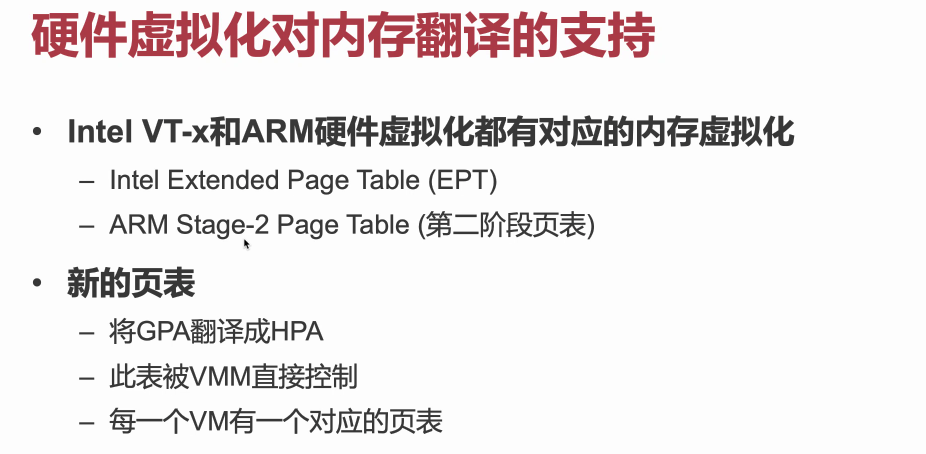 硬件虚拟化对内存翻译的支持
• Intel VT-x和ARM硬件虚拟化都有对应的内存虚拟化
– Intel Extended Page Table (EPT)
– ARM Stage-2 Page Table (第二阶段页表)
• 新的页表
– 将GPA翻译成HPA
– 此表被VMM直接控制
– 每一个VM有一个对应的页表